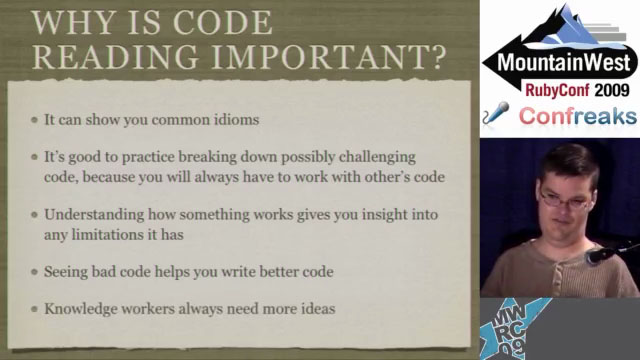 WHY IS CODE
READING IMPORTANT?
It can show you common idioms
It's good to practice breaking down possibly challenging
code, because you will always have to work with other's code
Understanding how something works gives you insight into
any limitations it has
Seeing bad code helps you write better code
Knowledge workers always need more ideas
MountainWest
RubyConf 2009
Confreaks
MW
RC
09